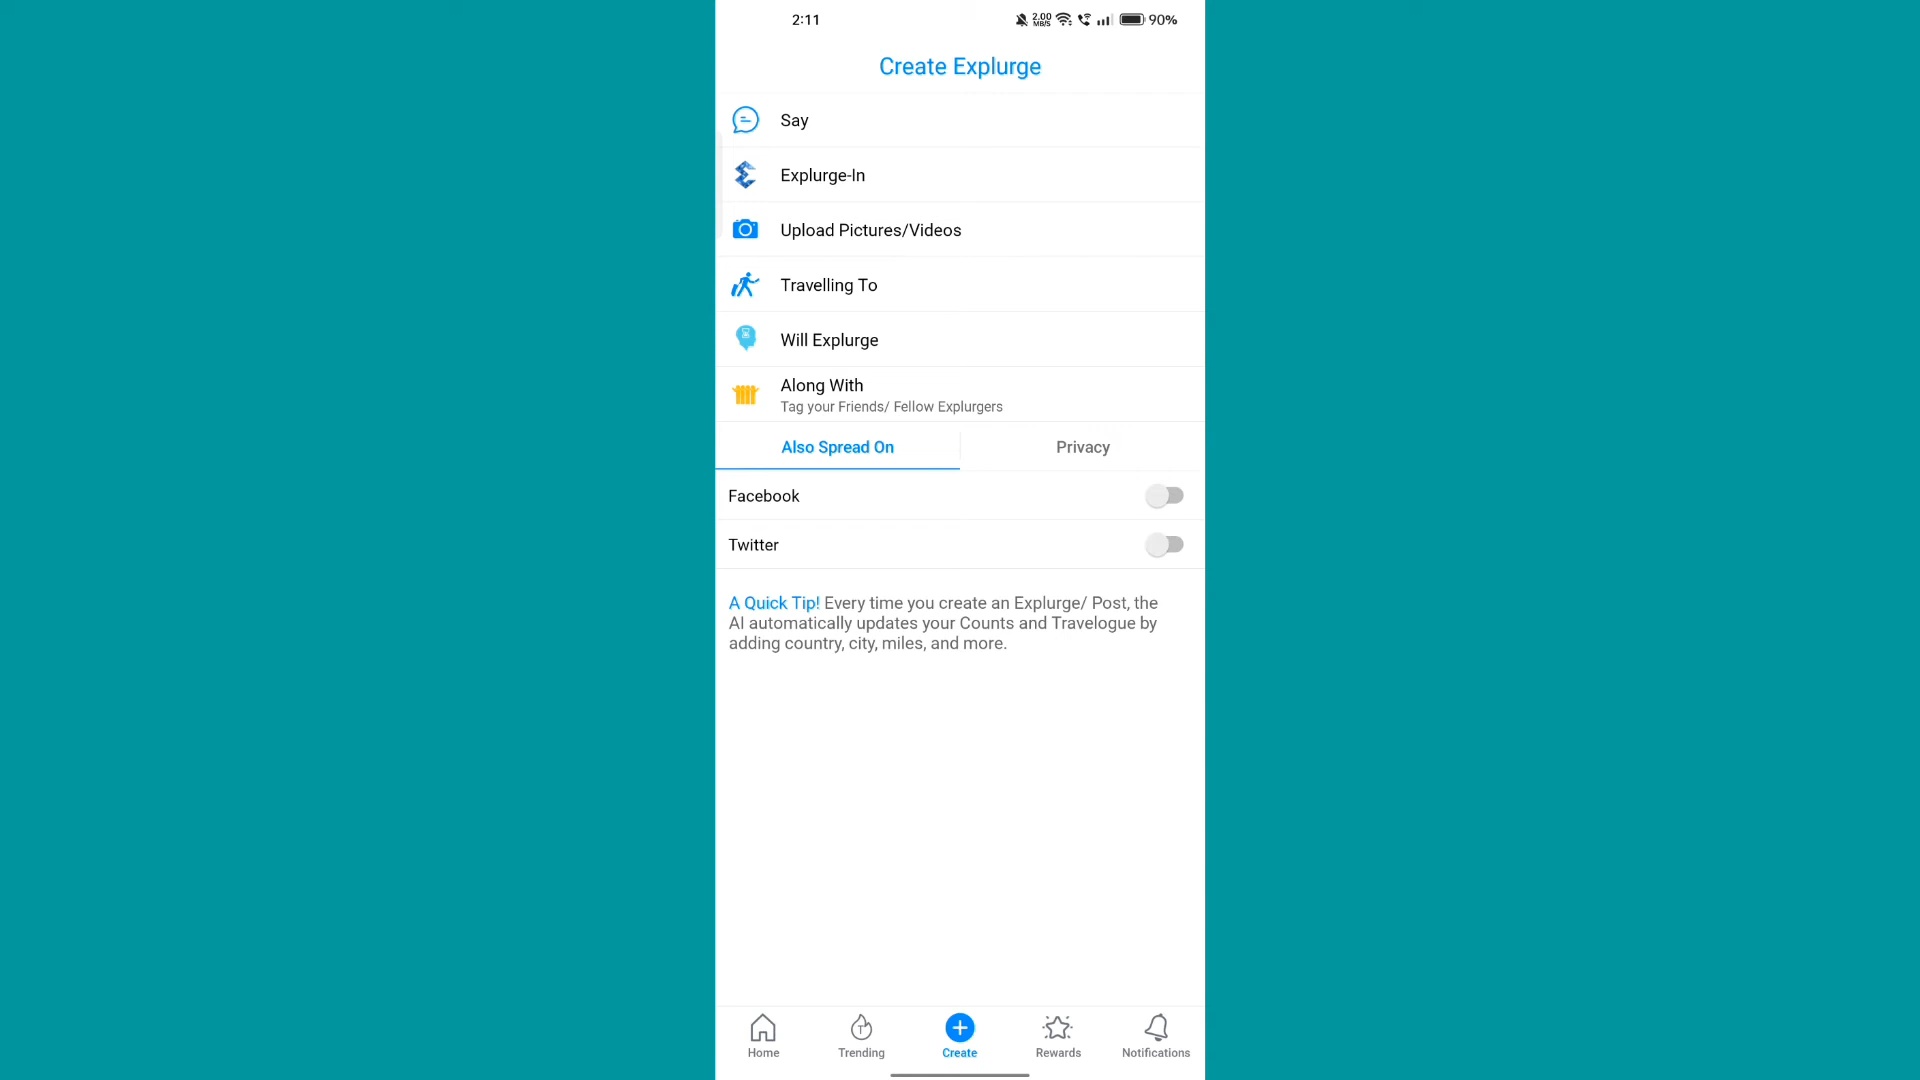 2:11
2.00
MB/S
90%
Create Explurge
Say
Explurge-In
Upload Pictures/Videos
Travelling To
Will Explurge
Along With
Tag your Friends/ Fellow Explurgers
Also Spread On
Privacy
Facebook
Twitter
A Quick Tip! Every time you create an Explurge/ Post, the
AI automatically updates your Counts and Travelogue by
adding country, city, miles, and more.
Home
Trending
Create
Rewards
Notifications